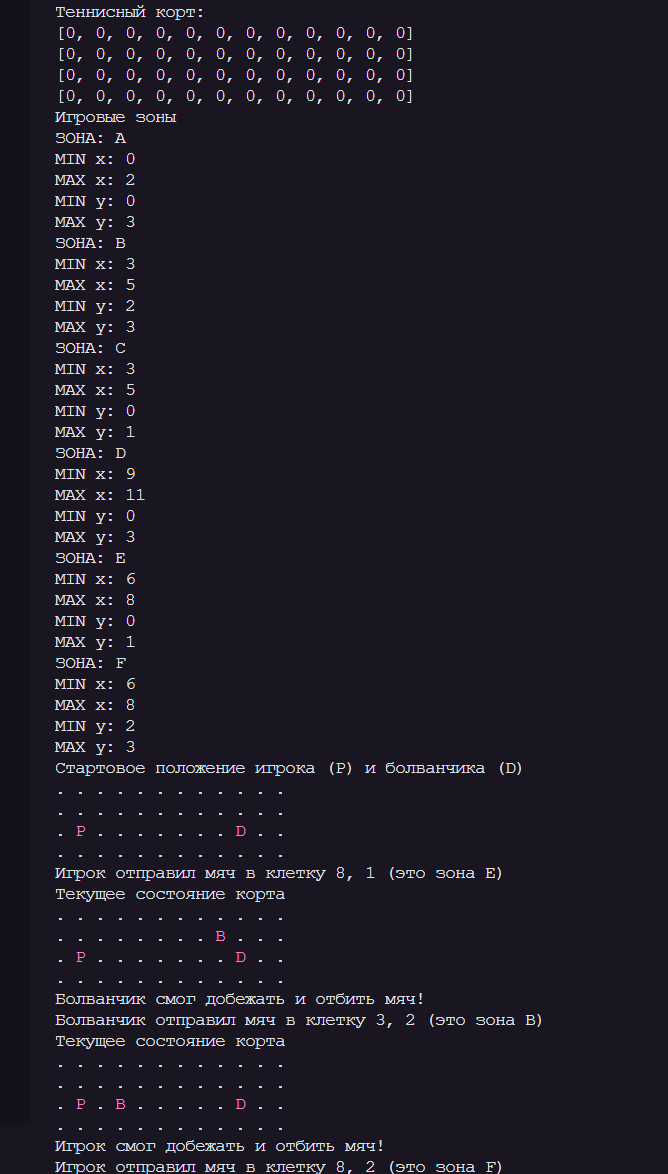 Теннисный корт:
[0, 0, 0, 0, 0, 0, 0, 0, 0, 0, 0, 0]
[0, 0, 0, 0, 0, 0, 0, 0, 0, 0, 0, 0]
[0, 0, 0, 0, 0, 0, 0, 0, 0, 0, 0, 0]
[0, 0, 0, 0, 0, 0, 0, 0, 0, 0, 0, 0]
Игровые зоны
ЗОНА: A
MIN x: 0
MAX x: 2
MIN y: 0
MAX y: 3
ЗОНА: B
MIN x: 3
MAX x: 5
MIN y: 2
MAX y: 3
ЗОНА: C
MIN x: 3
MAX x: 5
MIN y: 0
MAX y: 1
ЗОНА: D
MIN x: 9
MAX x: 11
MIN y: 0
MAX y: 3
ЗОНА: E
MIN x: 6
MAX x: 8
MIN y: 0
MAX y: 1
ЗОНА: F
MIN x: 6
MAX x: 8
MIN y: 2
MAX y: 3
Стартовое положение игрока (P) и болванчика (D)
. . . . . . . . . . . .
. . . . . . . . . . . .
. P . . . . . . . D . .
. . . . . . . . . . . .
Игрок отправил мяч в клетку 8, 1 (это зона E)
Текущее состояние корта
. . . . . . . . . . . .
. . . . . . . . B . . .
. P . . . . . . . D . .
. . . . . . . . . . . .
Болванчик смог добежать и отбить мяч!
Болванчик отправил мяч в клетку 3, 2 (это зона B)
Текущее состояние корта
. . . . . . . . . . . .
. . . . . . . . . . . .
. P . B . . . . . D . .
. . . . . . . . . . . .
Игрок смог добежать и отбить мяч!
Игрок отправил мяч в клетку 8, 2 (это зона F)